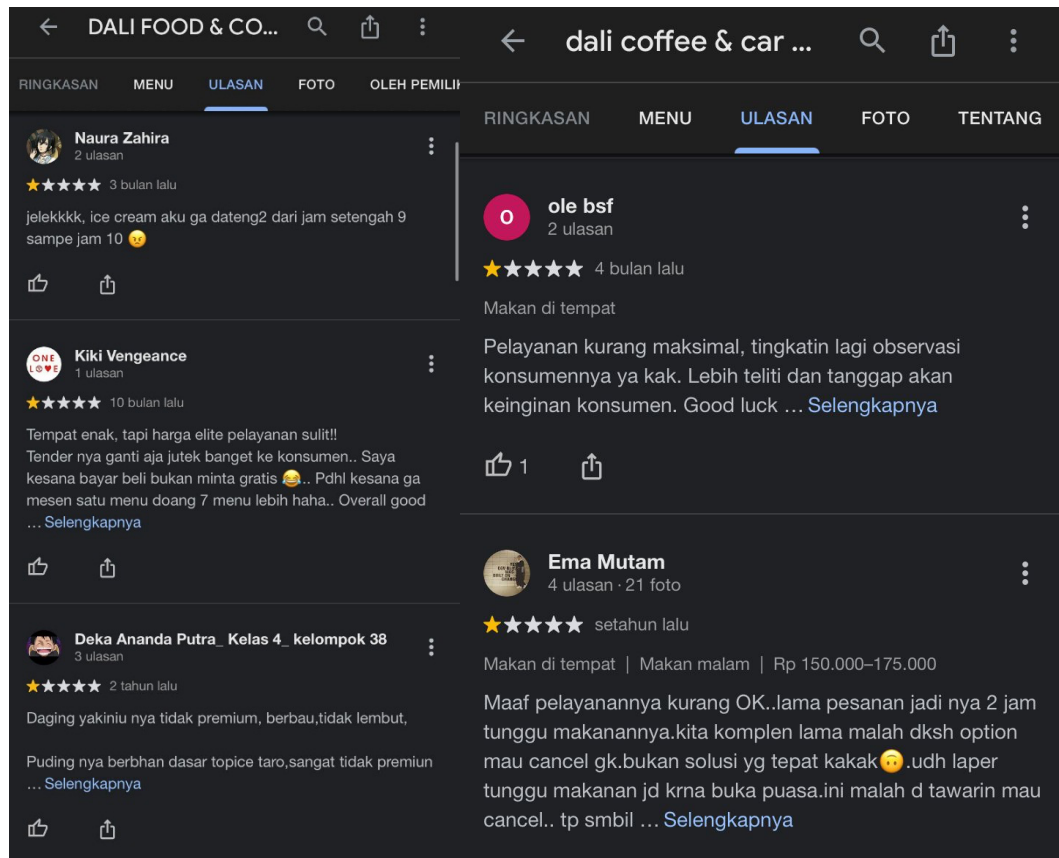 DALI FOOD & CO...
RINGKASAN MENU ULASAN FOTO OLEH PEMILIK
Naura Zahira
2 ulasan
3 bulan lalu
jelekkkk, ice cream aku ga dateng2 dari jam setengah 9
sampe jam 10 😠
Kiki Vengeance
1 ulasan
10 bulan lalu
Tempat enak, tapi harga elite pelayanan sulit!!
Tender nya ganti aja jutek banget ke konsumen.. Saya
kesana bayar beli bukan minta gratis 😂.. Pdhl kesana ga
mesen satu menu doang 7 menu lebih haha.. Overall good
... Selengkapnya
ONE
LOVE
Deka Ananda Putra_ Kelas 4_ kelompok 38
3 ulasan
2 tahun lalu
Daging yakiniu nya tidak premium, berbau,tidak lembut,
Puding nya berbhan dasar topice taro,sangat tidak premiun
... Selengkapnya
dali coffee & car ...
RINGKASAN MENU ULASAN FOTO TENTANG
O
ole bsf
2 ulasan
4 bulan lalu
Makan di tempat
Pelayanan kurang maksimal, tingkatin lagi observasi
konsumennya ya kak. Lebih teliti dan tanggap akan
keinginan konsumen. Good luck ... Selengkapnya
1
Ema Mutam
4 ulasan · 21 foto
setahun lalu
Makan di tempat | Makan malam | Rp 150.000–175.000
Maaf pelayanannya kurang OK..lama pesanan jadi nya 2 jam
tunggu makanannya.kita komplen lama malah dksh option
mau cancel gk.bukan solusi yg tepat kakak🙃.udh laper
tunggu makanan jd krna buka puasa.ini malah d tawarin mau
cancel.. tp smbil ... Selengkapnya